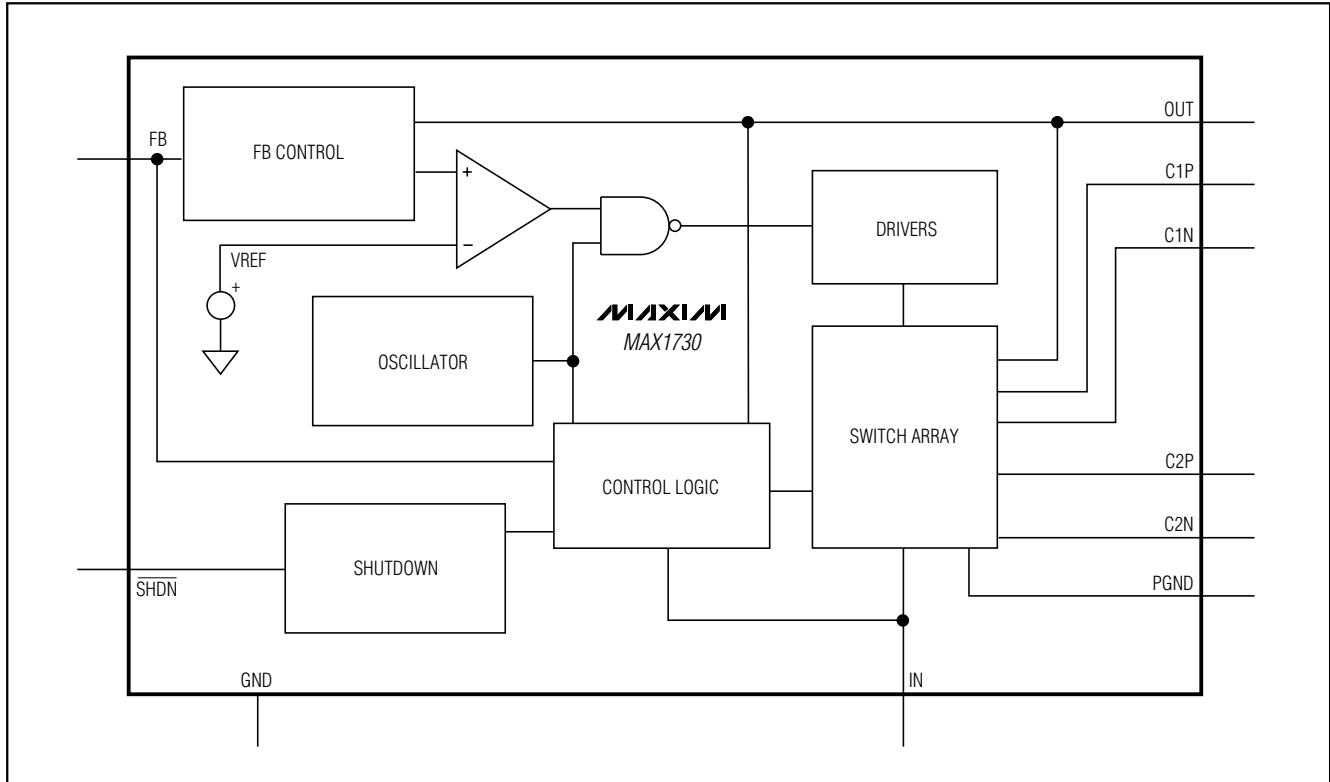 OUT
FB
FB CONTROL
+
C1P
DRIVERS
C1N
–
VREF
+
MAXIM
MAX1730
OSCILLATOR
SWITCH ARRAY
C2P
CONTROL LOGIC
C2N
SHUTDOWN
SHDN
PGND
GND
IN